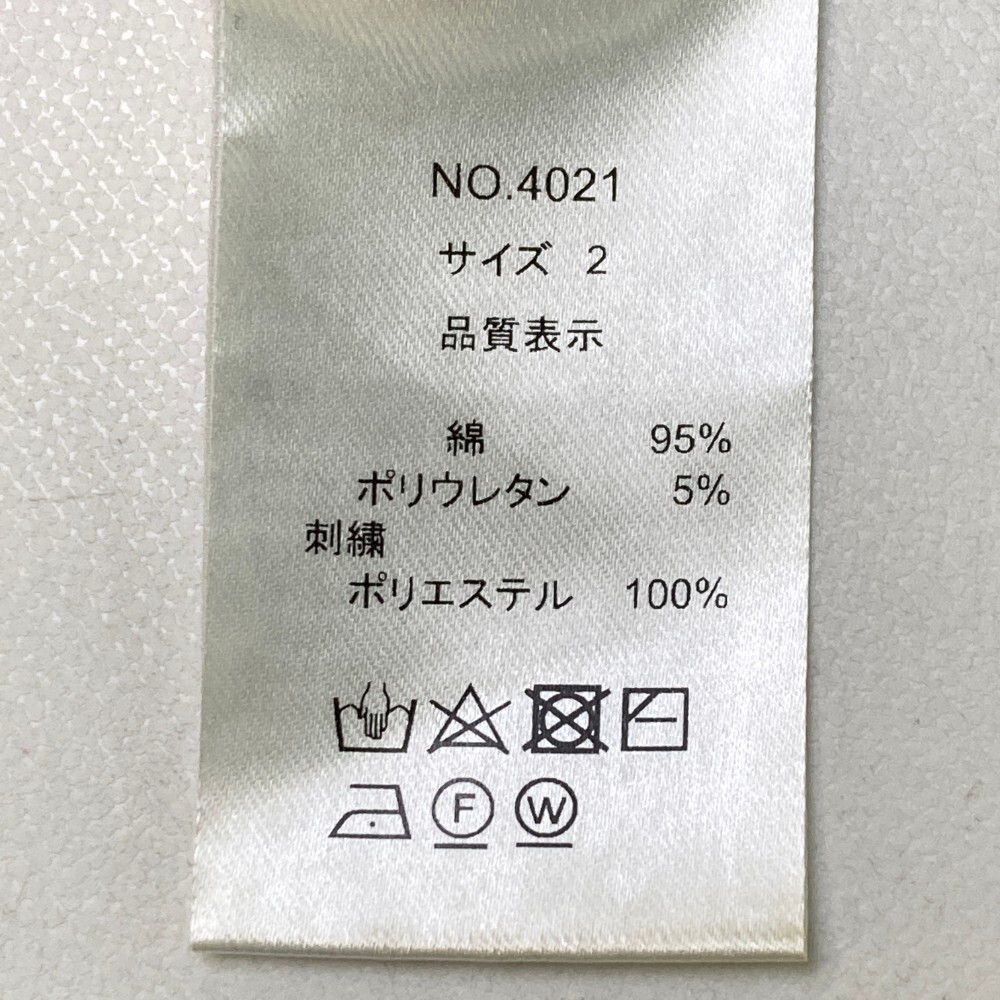 NO.4021
サイズ 2
品質表示
綿 95%
ポリウレタン 5%
刺繍
ポリエステル 100%
F W